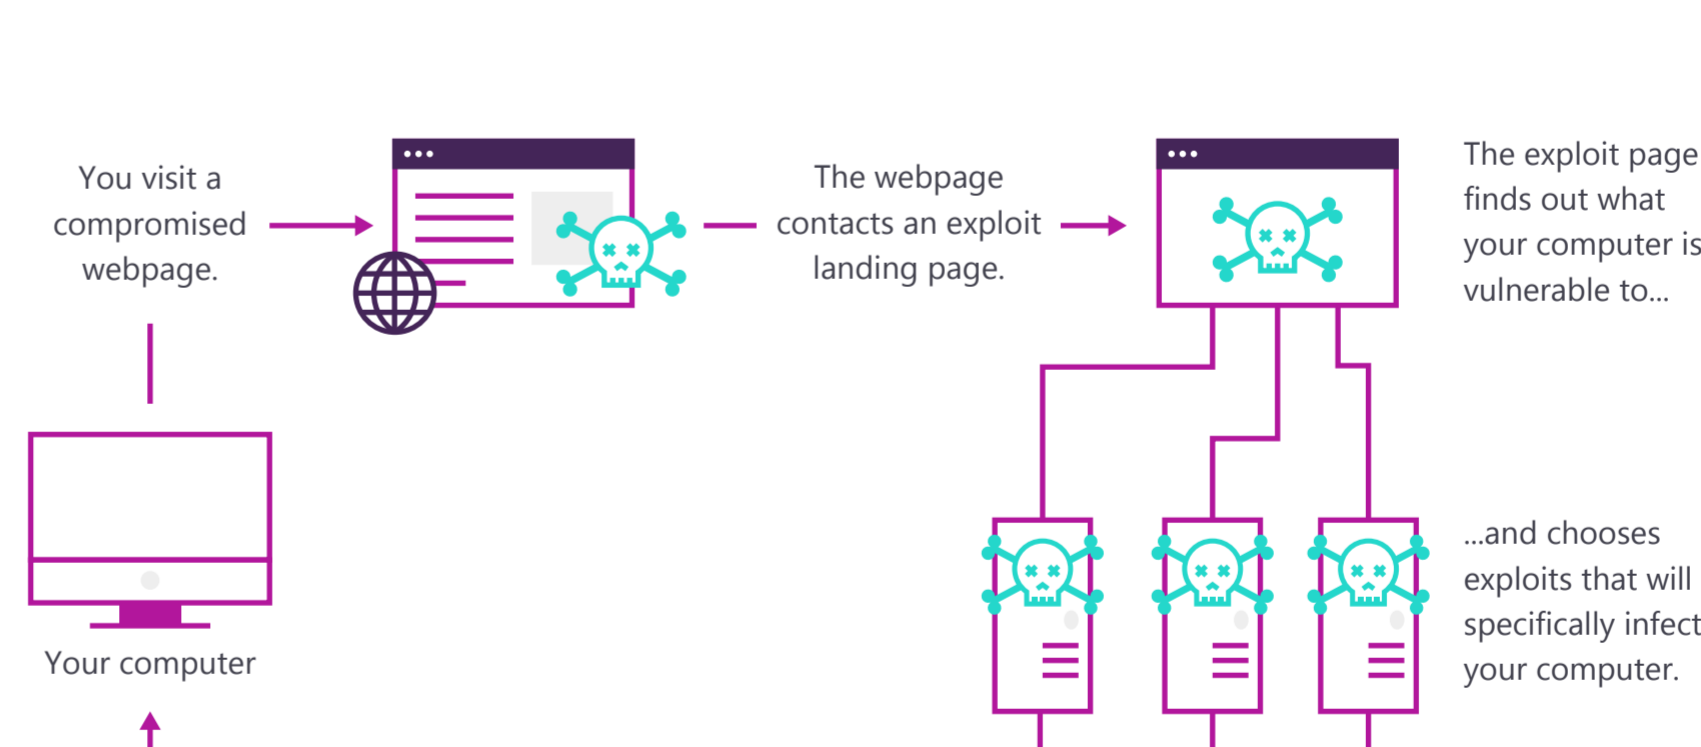 You visit a
compromised
webpage.
The webpage
contacts an exploit
landing page.
The exploit page
finds out what
your computer is
vulnerable to...
...and chooses
exploits that will
specifically infect
your computer.
Your computer